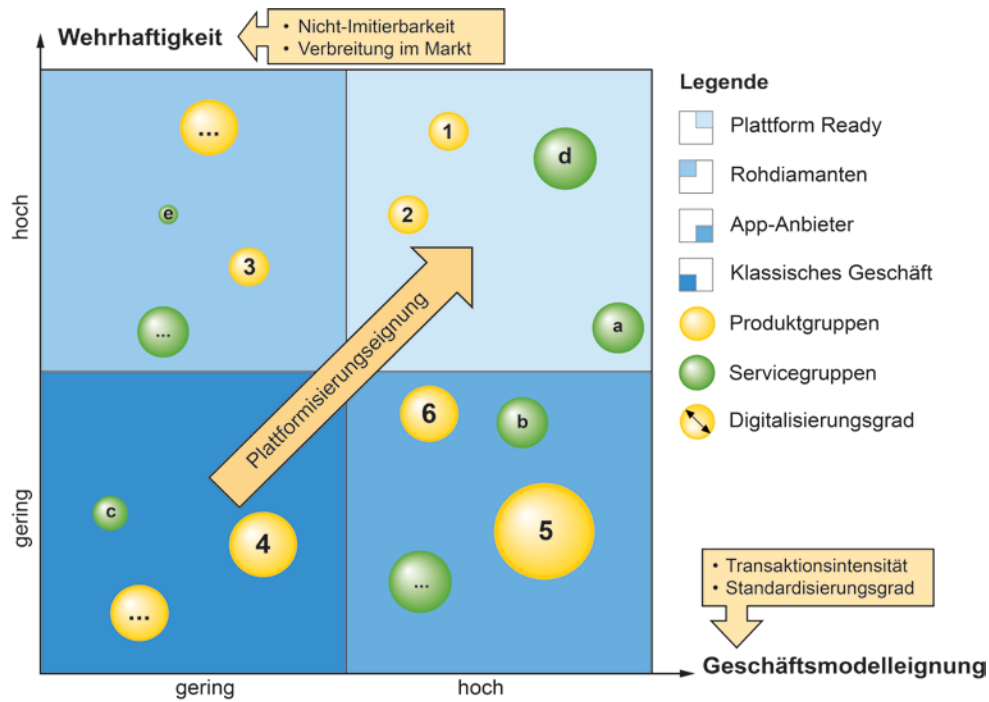 Wehrhaftigkeit
• Nicht-Imitierbarkeit
• Verbreitung im Markt
hoch
gering
...
e
3
...
1
2
d
a
Plattformisierungseignung
c
4
...
6
b
5
...
gering
hoch
Legende
Plattform Ready
Rohdiamanten
App-Anbieter
Klassisches Geschäft
Produktgruppen
Servicegruppen
Digitalisierungsgrad
• Transaktionsintensität
• Standardisierungsgrad
Geschäftsmodelleignung